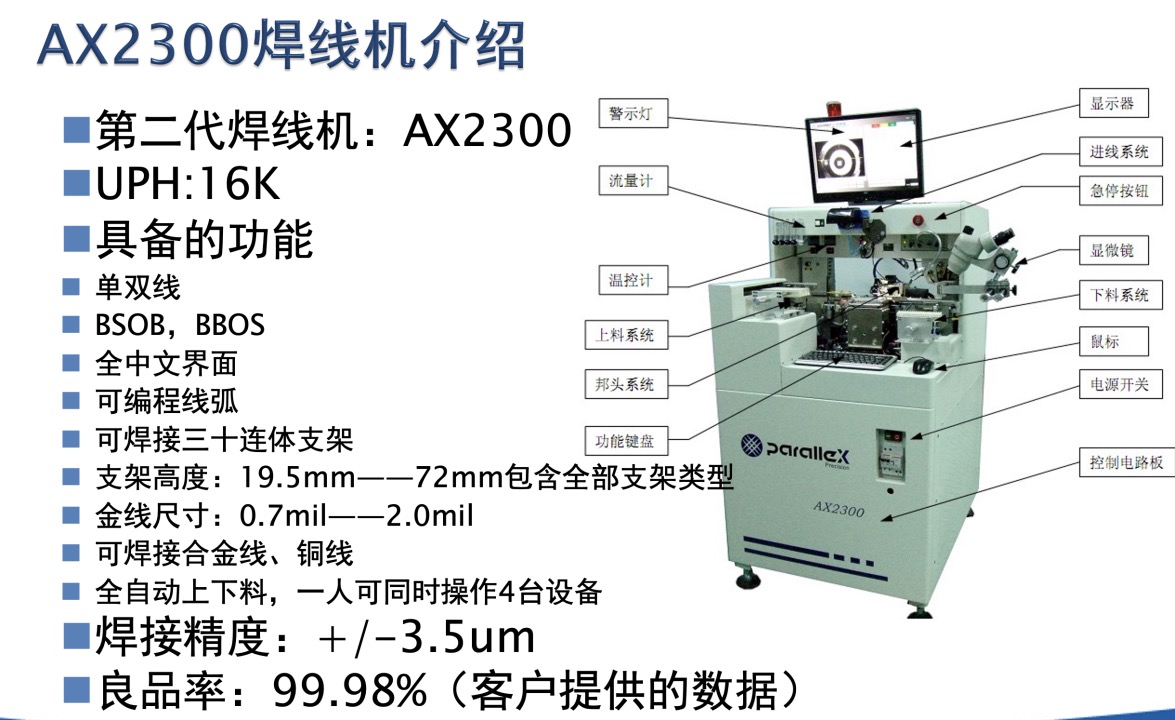 AX2300焊线机介绍
第二代焊线机：AX2300
UPH:16K
具备的功能
单双线
BSOB，BBOS
全中文界面
可编程线弧
可焊接三十连体支架
支架高度：19.5mm——72mm包含全部支架类型
金线尺寸：0.7mil——2.0mil
可焊接合金线、铜线
全自动上下料，一人可同时操作4台设备
焊接精度：+/-3.5um
良品率：99.98%（客户提供的数据）
警示灯
流量计
温控计
上料系统
邦头系统
功能键盘
显示器
进线系统
急停按钮
显微镜
下料系统
鼠标
电源开关
控制电路板
paralleX
Precision
AX2300